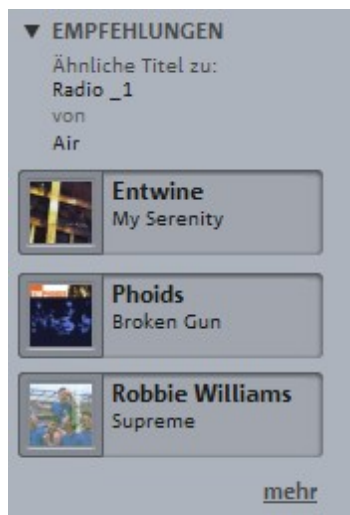 ▼ EMPFEHLUNGEN
Ähnliche Titel zu:
Radio _1
von
Air
Entwine
My Serenity
Phoids
Broken Gun
Robbie Williams
Supreme
mehr